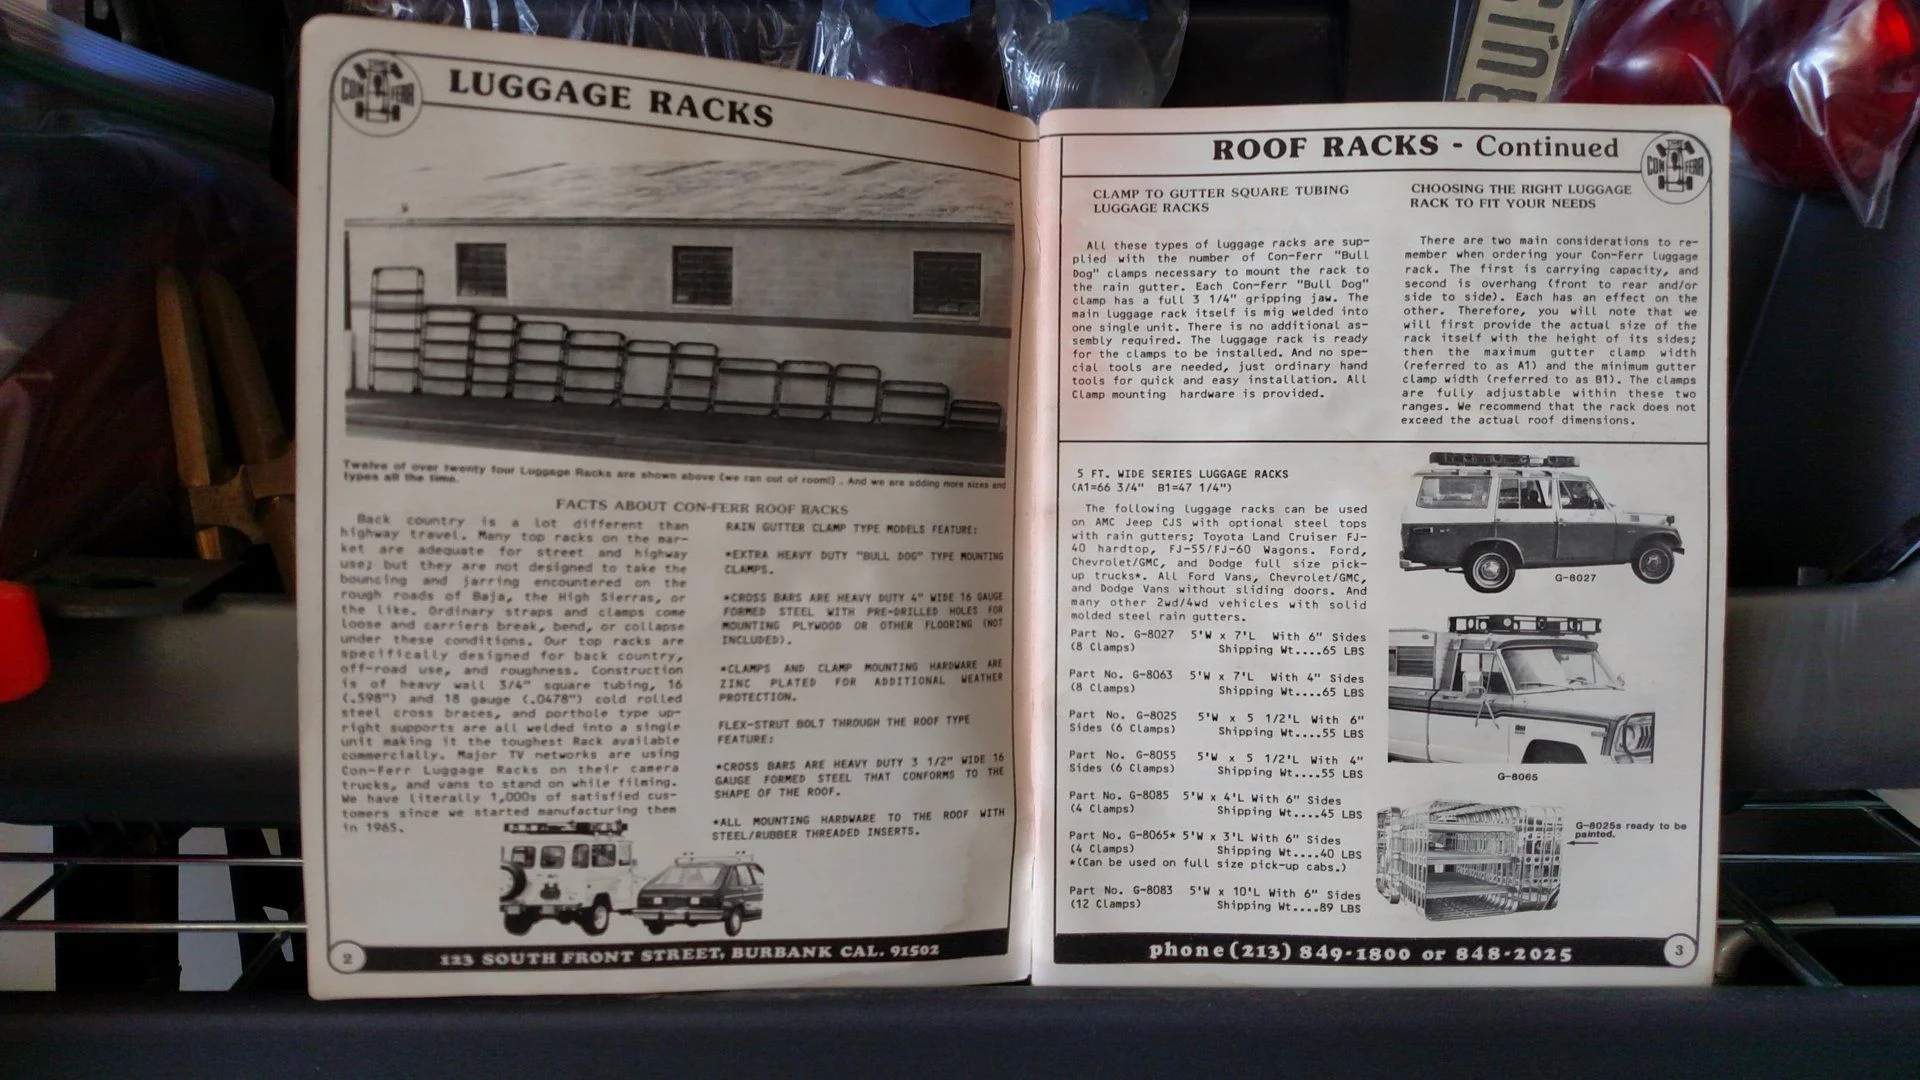 CON FERR
LUGGAGE RACKS
Twelve of over twenty four Luggage Racks are shown above (we ran out of room!). And we are adding more sizes and
types all the time.
FACTS ABOUT CON-FERR ROOF RACKS
Back country is a lot different than
highway travel. Many top racks on the mar-
ket are adequate for street and highway
use; but they are not designed to take the
bouncing and jarring encountered on the
rough roads of Baja, the High Sierras, or
the like. Ordinary straps and clamps come
loose and carriers break, bend, or collapse
under these conditions. Our top racks are
specifically designed for back country,
off-road use, and roughness. Construction
is of heavy wall 3/4" square tubing, 16
(.598") and 18 gauge (.0478") cold rolled
steel cross braces, and porthole type up-
right supports are all welded into a single
unit making it the toughest Rack available
commercially. Major TV networks are using
Con-Ferr Luggage Racks on their camera
trucks, and vans to stand on while filming.
We have literally 1,000s of satisfied cus-
tomers since we started manufacturing them
in 1965.
RAIN GUTTER CLAMP TYPE MODELS FEATURE:
*EXTRA HEAVY DUTY "BULL DOG" TYPE MOUNTING
CLAMPS.
*CROSS BARS ARE HEAVY DUTY 4" WIDE 16 GAUGE
FORMED STEEL WITH PRE-DRILLED HOLES FOR
MOUNTING PLYWOOD OR OTHER FLOORING (NOT
INCLUDED).
*CLAMPS AND CLAMP MOUNTING HARDWARE ARE
ZINC PLATED FOR ADDITIONAL WEATHER
PROTECTION.
FLEX-STRUT BOLT THROUGH THE ROOF TYPE
FEATURE:
*CROSS BARS ARE HEAVY DUTY 3 1/2" WIDE 16
GAUGE FORMED STEEL THAT CONFORMS TO THE
SHAPE OF THE ROOF.
*ALL MOUNTING HARDWARE TO THE ROOF WITH
STEEL/RUBBER THREADED INSERTS.
2
123 SOUTH FRONT STREET, BURBANK CAL. 91502
ROOF RACKS - Continued
CON FERR
CLAMP TO GUTTER SQUARE TUBING
LUGGAGE RACKS
All these types of luggage racks are sup-
plied with the number of Con-Ferr "Bull
Dog" clamps necessary to mount the rack to
the rain gutter. Each Con-Ferr "Bull Dog"
clamp has a full 3 1/4" gripping jaw. The
main luggage rack itself is mig welded into
one single unit. There is no additional as-
sembly required. The luggage rack is ready
for the clamps to be installed. And no spe-
cial tools are needed, just ordinary hand
tools for quick and easy installation. All
Clamp mounting hardware is provided.
CHOOSING THE RIGHT LUGGAGE
RACK TO FIT YOUR NEEDS
There are two main considerations to re-
member when ordering your Con-Ferr luggage
rack. The first is carrying capacity, and
second is overhang (front to rear and/or
side to side). Each has an effect on the
other. Therefore, you will note that we
will first provide the actual size of the
rack itself with the height of its sides;
then the maximum gutter clamp width
(referred to as A1) and the minimum gutter
clamp width (referred to as B1). The clamps
are fully adjustable within these two
ranges. We recommend that the rack does not
exceed the actual roof dimensions.
5 FT. WIDE SERIES LUGGAGE RACKS
(A1=66 3/4" B1=47 1/4")
The following luggage racks can be used
on AMC Jeep CJS with optional steel tops
with rain gutters; Toyota Land Cruiser FJ-
40 hardtop, FJ-55/FJ-60 Wagons. Ford,
Chevrolet/GMC, and Dodge full size pick-
up trucks*. All Ford Vans, Chevrolet/GMC,
and Dodge Vans without sliding doors. And
many other 2wd/4wd vehicles with solid
molded steel rain gutters.
Part No. G-8027 5'W x 7'L With 6" Sides
(8 Clamps) Shipping Wt....65 LBS
Part No. G-8063 5'W x 7'L With 4" Sides
(8 Clamps) Shipping Wt....65 LBS
Part No. G-8025 5'W x 5 1/2'L With 6"
Sides (6 Clamps) Shipping Wt....55 LBS
Part No. G-8055 5'W x 5 1/2'L With 4"
Sides (6 Clamps) Shipping Wt....55 LBS
Part No. G-8085 5'W x 4'L With 6" Sides
(4 Clamps) Shipping Wt....45 LBS
Part No. G-8065* 5'W x 3'L With 6" Sides
(4 Clamps) Shipping Wt....40 LBS
*(Can be used on full size pick-up cabs.)
Part No. G-8083 5'W x 10'L With 6" Sides
(12 Clamps) Shipping Wt....89 LBS
G-8027
G-8065
G-8025s ready to be
painted.
phone (213) 849-1800 or 848-2025
3